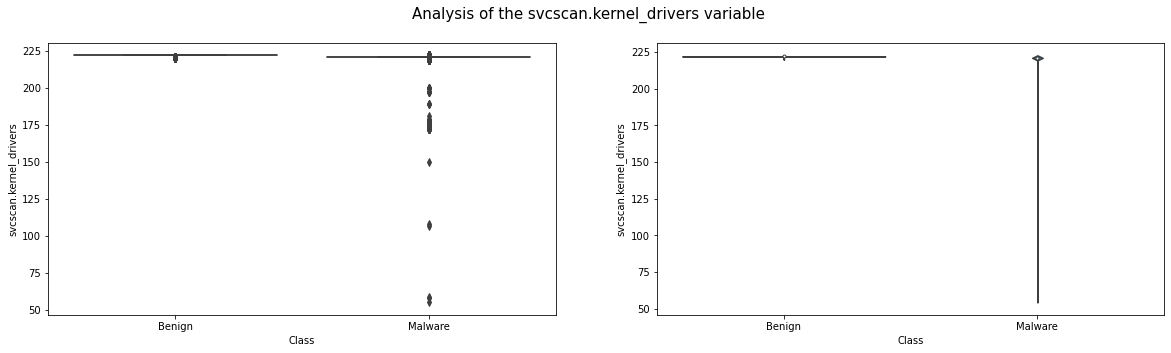 Analysis of the svcscan.kernel_drivers variable
svcscan.kernel_drivers
225
200
175
150
125
100
75
50
Benign
Malware
Class
svcscan.kernel_drivers
225
200
175
150
125
100
75
50
Benign
Malware
Class